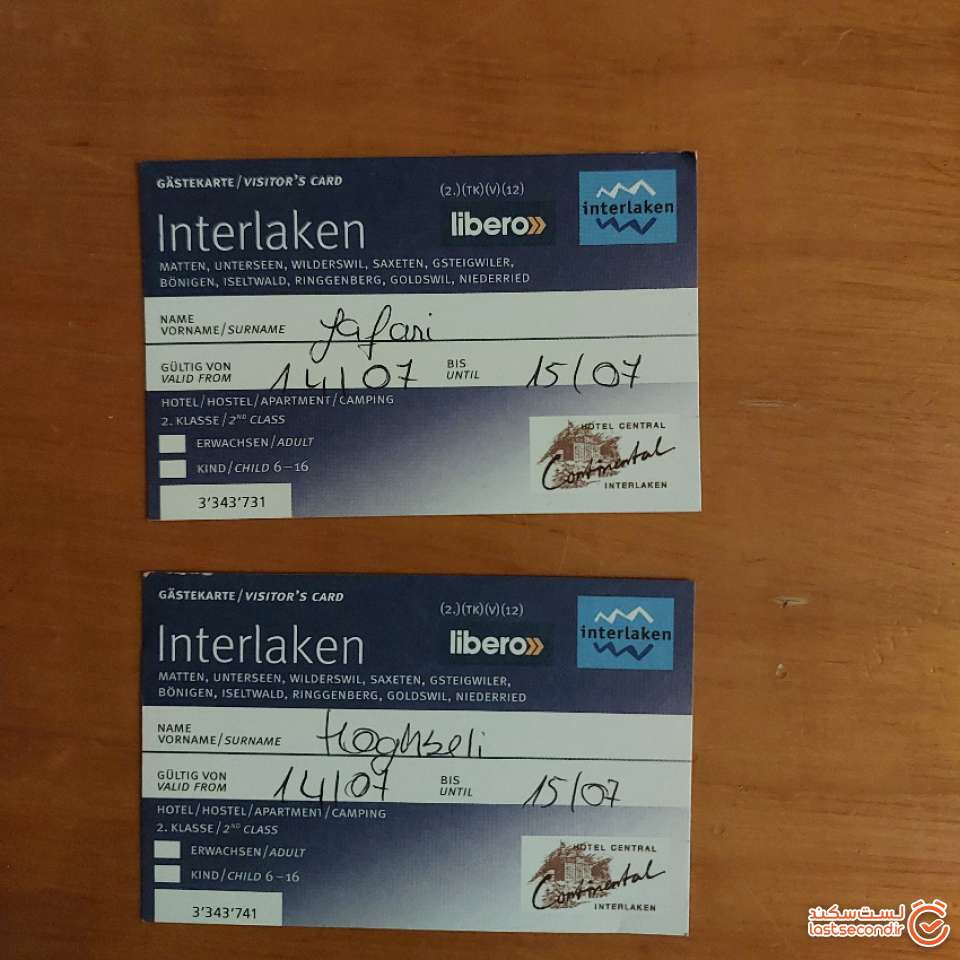 GÄSTEKARTE/VISITOR'S CARD
(2.)(TK)(V)(12)
Interlaken
libero
interlaken
MATTEN, UNTERSEEN, WILDERSWIL, SAXETEN, GSTEIGWILER,
BÖNIGEN, ISELTWALD, RINGGENBERG, GOLDSWIL, NIEDERRIED
NAME
VORNAME/SURNAME
Jafari
GÜLTIG VON
VALID FROM
14/07
BIS
UNTIL
15/07
HOTEL/HOSTEL/APARTMENT/CAMPING
2. KLASSE/2ND CLASS
ERWACHSEN/ADULT
KIND/CHILD 6–16
3'343'731
HOTEL CENTRAL
Continental
INTERLAKEN
GÄSTEKARTE/VISITOR'S CARD
(2.)(TK)(V)(12)
Interlaken
libero
interlaken
MATTEN, UNTERSEEN, WILDERSWIL, SAXETEN, GSTEIGWILER,
BÖNIGEN, ISELTWALD, RINGGENBERG, GOLDSWIL, NIEDERRIED
NAME
VORNAME/SURNAME
GÜLTIG VON
VALID FROM
14/07
BIS
UNTIL
15/07
HOTEL/HOSTEL/APARTMENT/CAMPING
2. KLASSE/2ND CLASS
ERWACHSEN/ADULT
KIND/CHILD 6–16
3'343'741
HOTEL CENTRAL
Continental
INTERLAKEN
لست‌سکند
lastsecond.ir